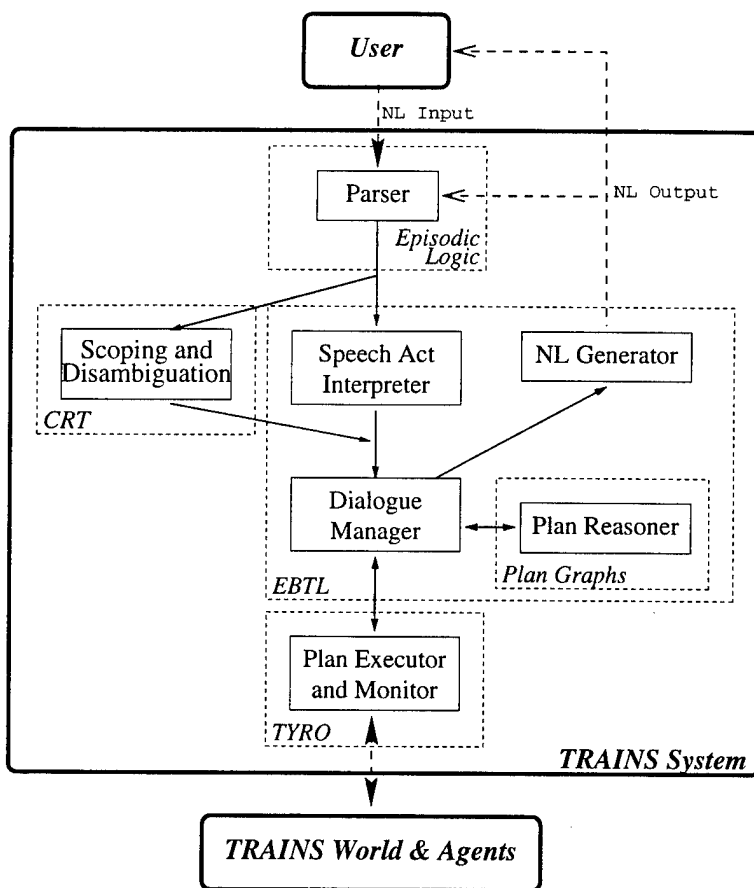 User
NL Input
Parser
NL Output
Episodic
Logic
Scoping and
Disambiguation
CRT
Speech Act
Interpreter
NL Generator
Dialogue
Manager
Plan Reasoner
Plan Graphs
EBTL
Plan Executor
and Monitor
TYRO
TRAINS System
TRAINS World & Agents